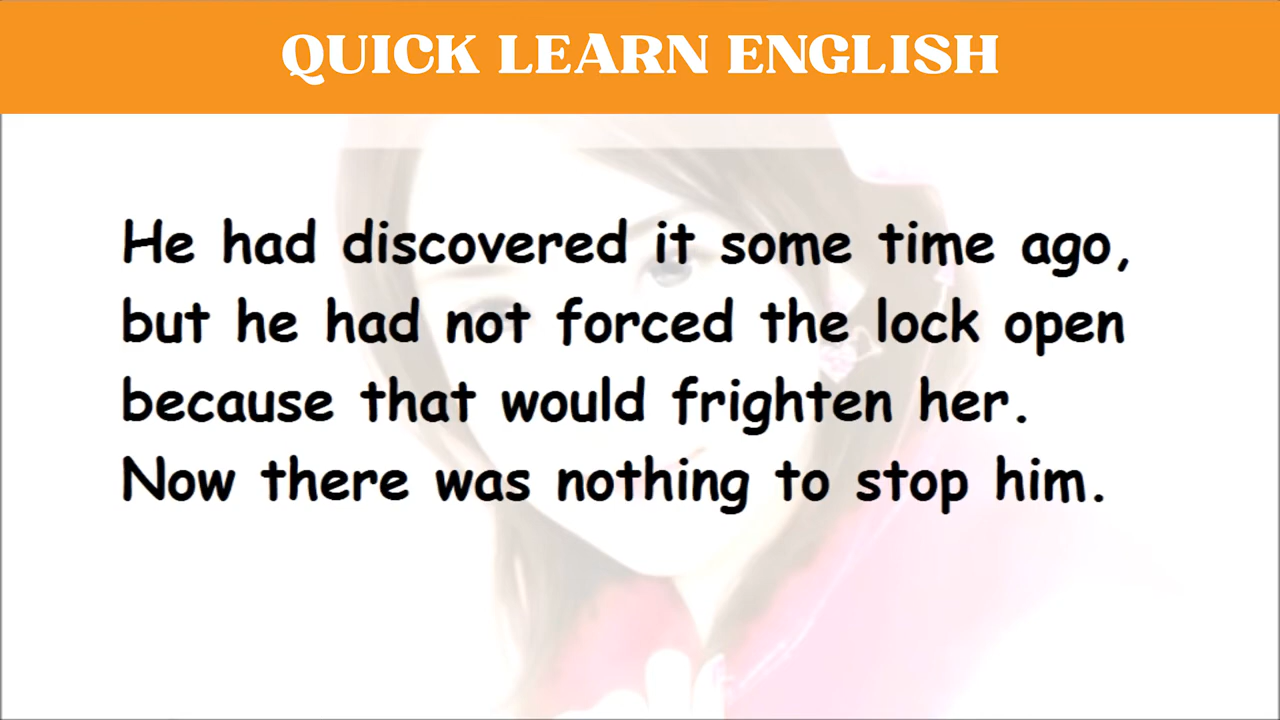 QUICK LEARN ENGLISH
He had discovered it some time ago,
but he had not forced the lock open
because that would frighten her.
Now there was nothing to stop him.